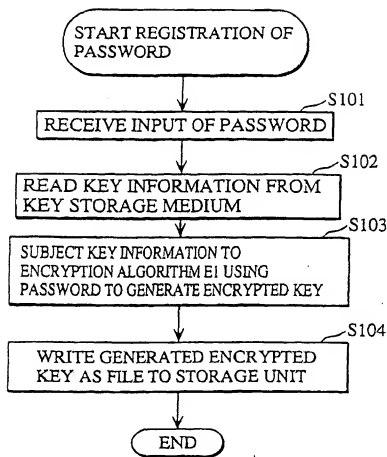 START REGISTRATION OF
PASSWORD
S101
RECEIVE INPUT OF PASSWORD
S102
READ KEY INFORMATION FROM
KEY STORAGE MEDIUM
S103
SUBJECT KEY INFORMATION TO
ENCRYPTION ALGORITHM E1 USING
PASSWORD TO GENERATE ENCRYPTED KEY
S104
WRITE GENERATED ENCRYPTED
KEY AS FILE TO STORAGE UNIT
END